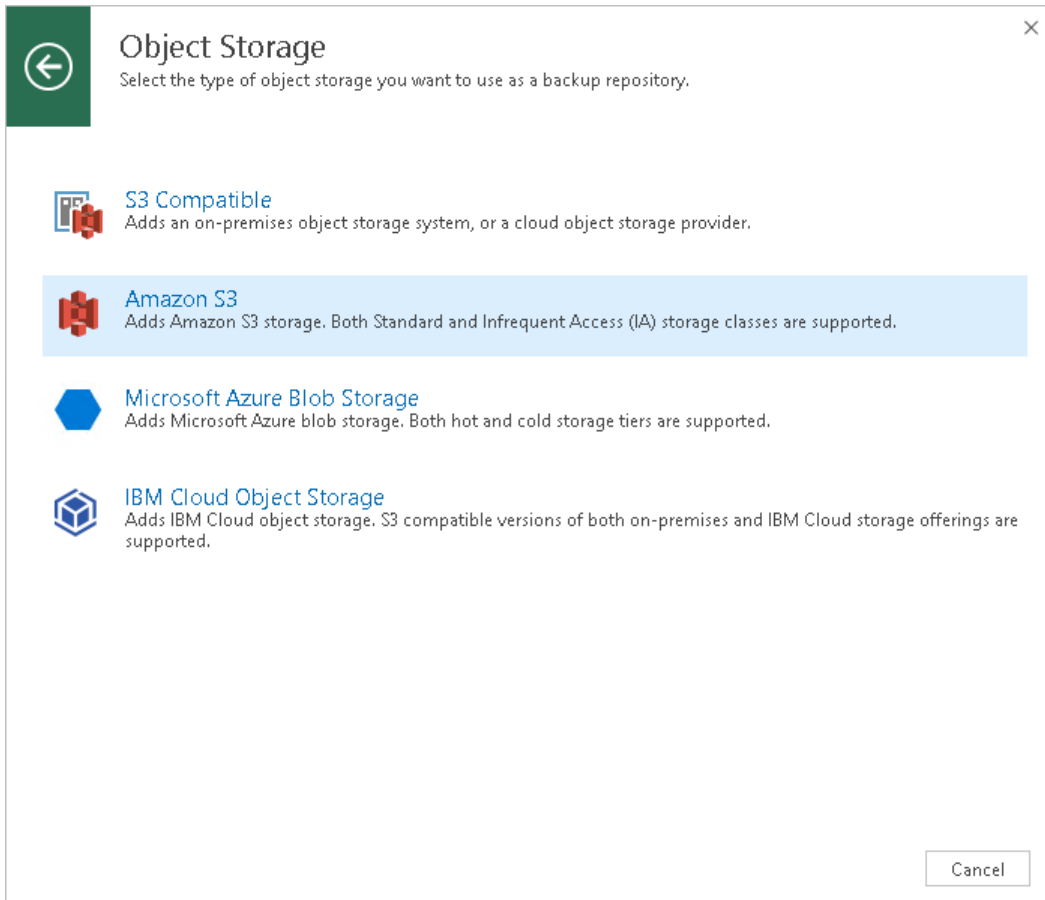 Object Storage
Select the type of object storage you want to use as a backup repository.
S3 Compatible
Adds an on-premises object storage system, or a cloud object storage provider.
Amazon S3
Adds Amazon S3 storage. Both Standard and Infrequent Access (IA) storage classes are supported.
Microsoft Azure Blob Storage
Adds Microsoft Azure blob storage. Both hot and cold storage tiers are supported.
IBM Cloud Object Storage
Adds IBM Cloud object storage. S3 compatible versions of both on-premises and IBM Cloud storage offerings are
supported.
Cancel